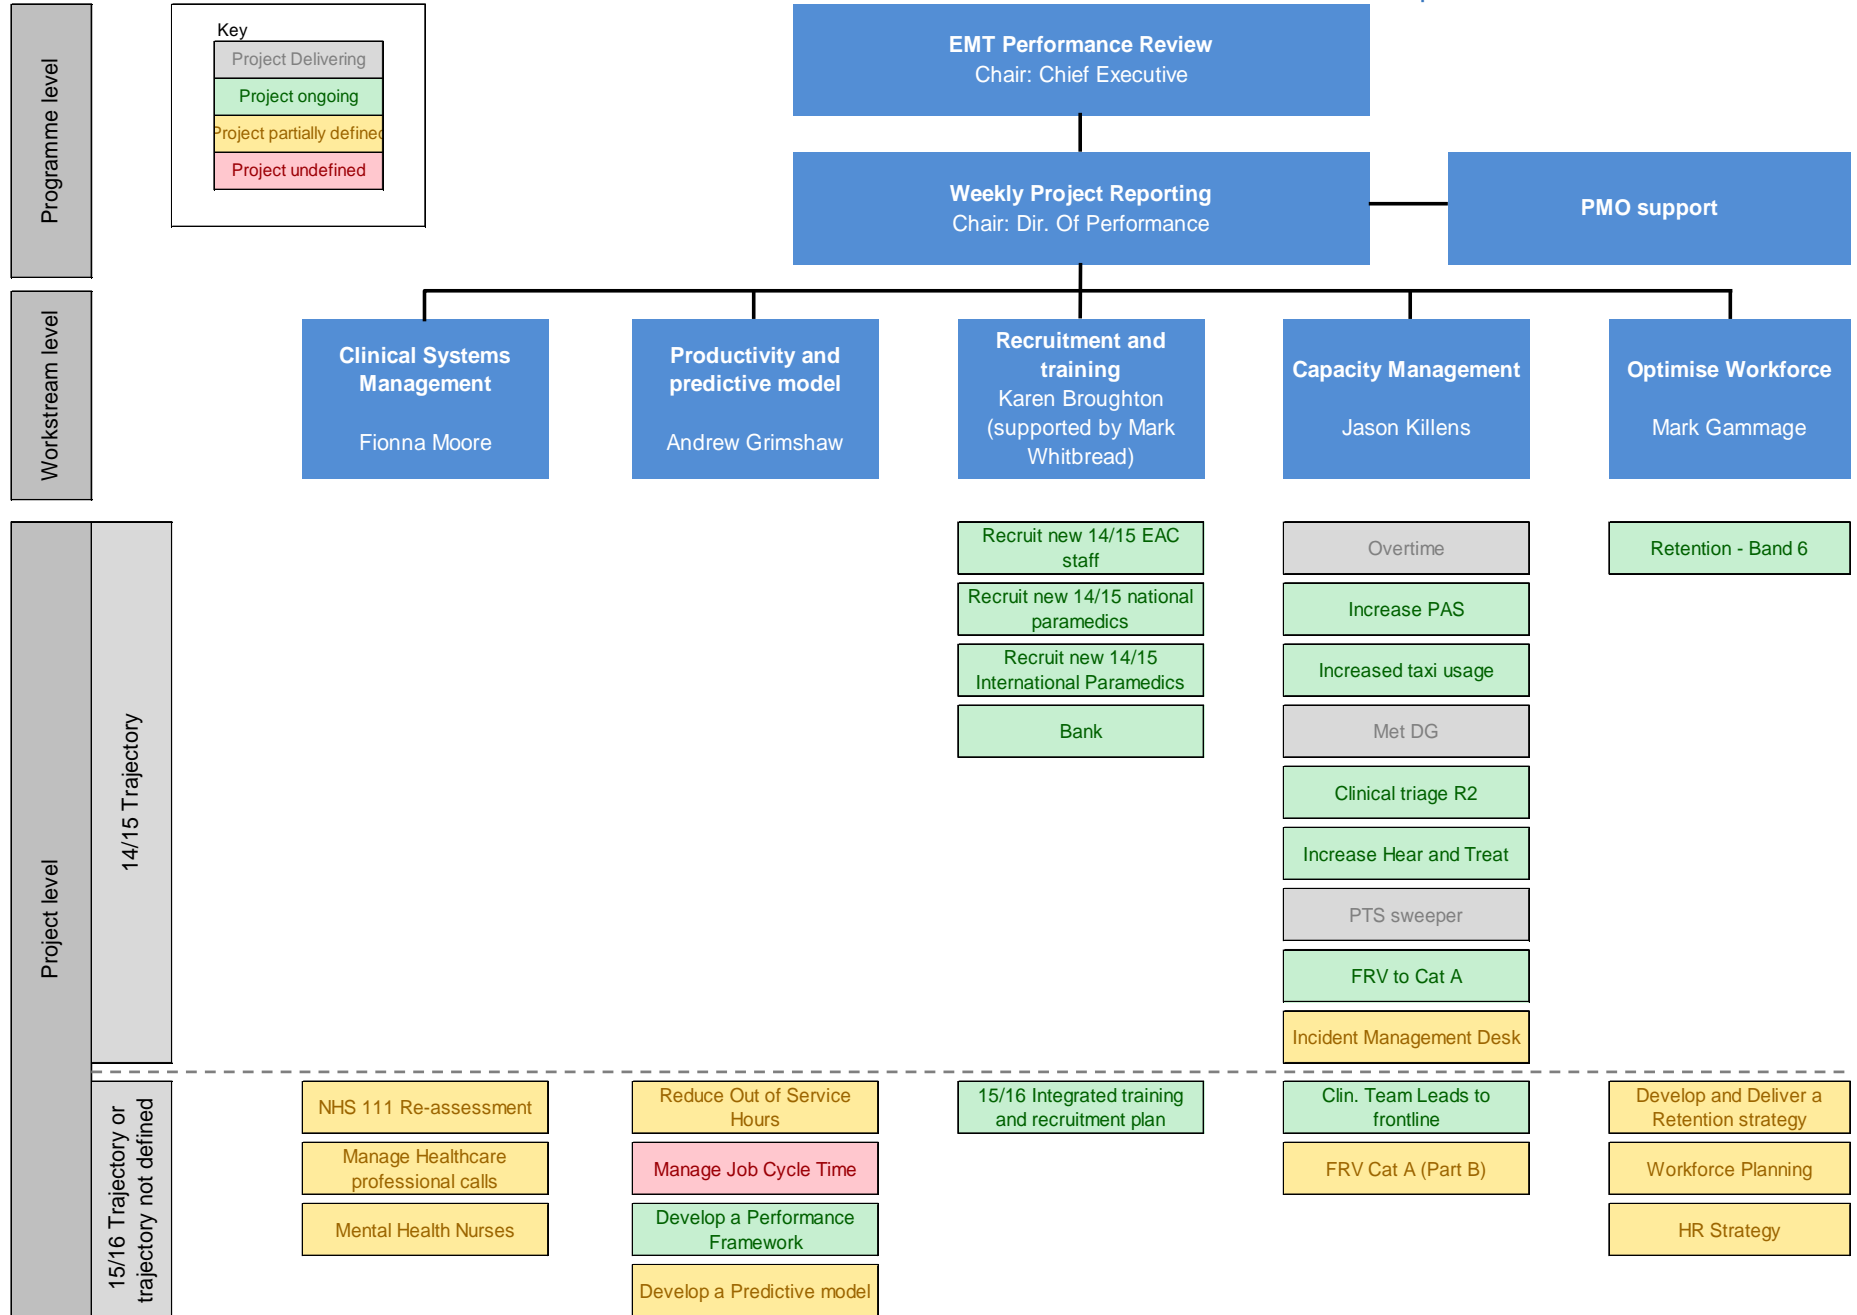 Key
Project Delivering
Project ongoing
Project partially defined
Project undefined
Programme level
EMT Performance Review
Chair: Chief Executive
Weekly Project Reporting
Chair: Dir. Of Performance
PMO support
Workstream level
Clinical Systems
Management
Fionna Moore
Productivity and
predictive model
Andrew Grimshaw
Recruitment and
training
Karen Broughton
(supported by Mark
Whitbread)
Capacity Management
Jason Killens
Optimise Workforce
Mark Gammage
Project level
14/15 Trajectory
Recruit new 14/15 EAC
staff
Recruit new 14/15 national
paramedics
Recruit new 14/15
International Paramedics
Bank
Overtime
Increase PAS
Increased taxi usage
Met DG
Clinical triage R2
Increase Hear and Treat
PTS sweeper
FRV to Cat A
Incident Management Desk
Retention - Band 6
15/16 Trajectory or
trajectory not defined
NHS 111 Re-assessment
Manage Healthcare
professional calls
Mental Health Nurses
Reduce Out of Service
Hours
Manage Job Cycle Time
Develop a Performance
Framework
Develop a Predictive model
15/16 Integrated training
and recruitment plan
Clin. Team Leads to
frontline
FRV Cat A (Part B)
Develop and Deliver a
Retention strategy
Workforce Planning
HR Strategy